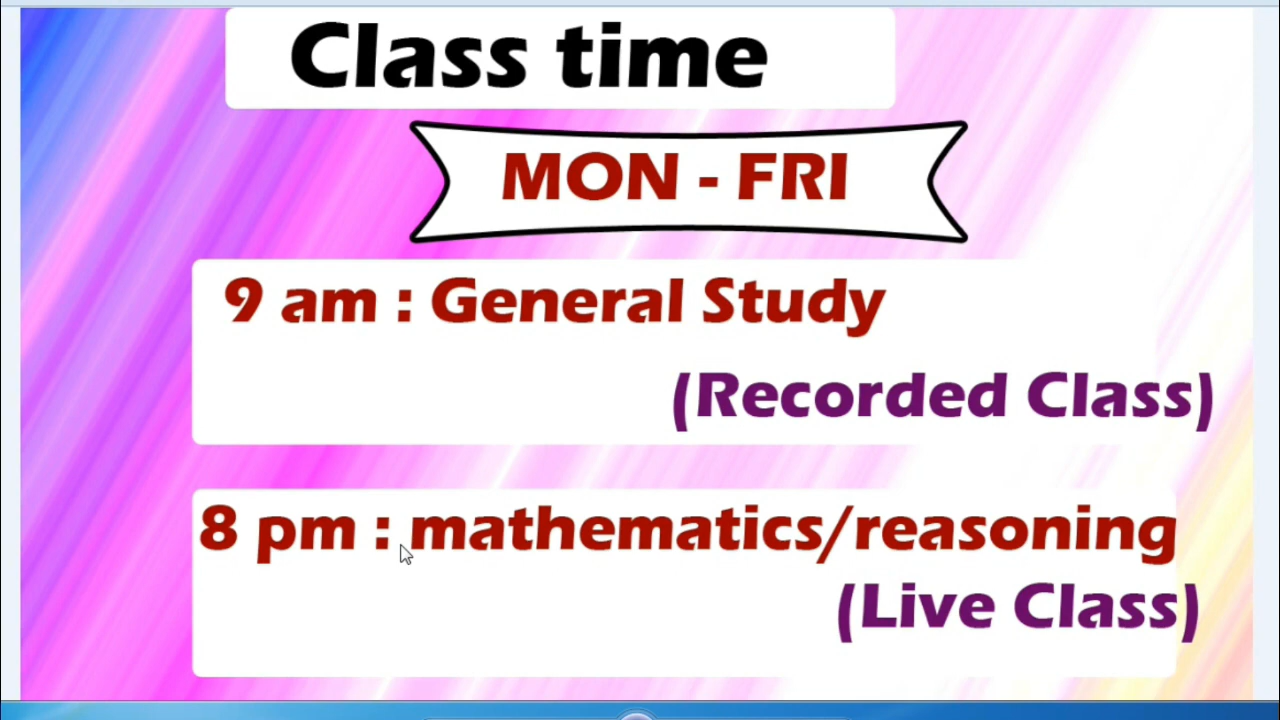 Class time
MON - FRI
9 am : General Study
(Recorded Class)
8 pm : mathematics/reasoning
(Live Class)